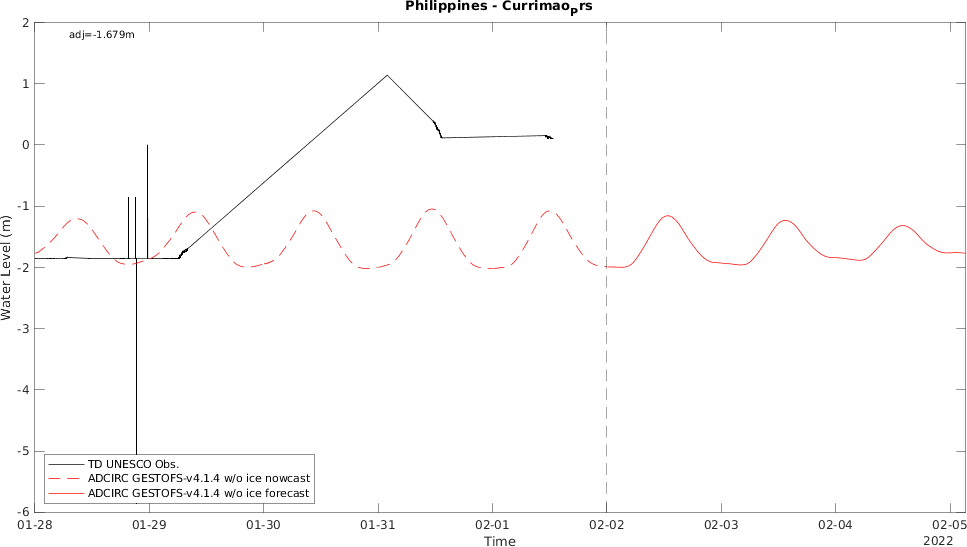 Philippines - Currimaoprs
adj=-1.679m
2
1
0
-1
-2
-3
-4
-5
-6
Water Level (m)
TD UNESCO Obs.
ADCIRC GESTOFS-v4.1.4 w/o ice nowcast
ADCIRC GESTOFS-v4.1.4 w/o ice forecast
01-28 01-29 01-30 01-31 02-01 02-02 02-03 02-04 02-05
Time
2022